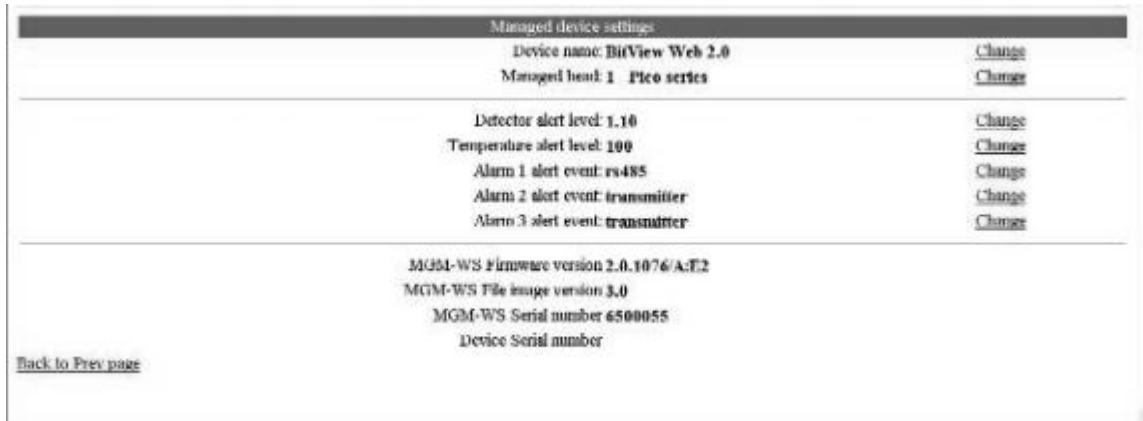 Managed device settings
Device name: BitView Web 2.0 Change
Managed head: 1 Pico series Change
Detector alert level: 1.10 Change
Temperature alert level: 100 Change
Alarm 1 alert event: rs485 Change
Alarm 2 alert event: transmitter Change
Alarm 3 alert event: transmitter Change
MGM-WS Firmware version 2.0.1076/A:E2
MGM-WS File image version 3.0
MGM-WS Serial number 6500055
Device Serial number
Back to Prev page